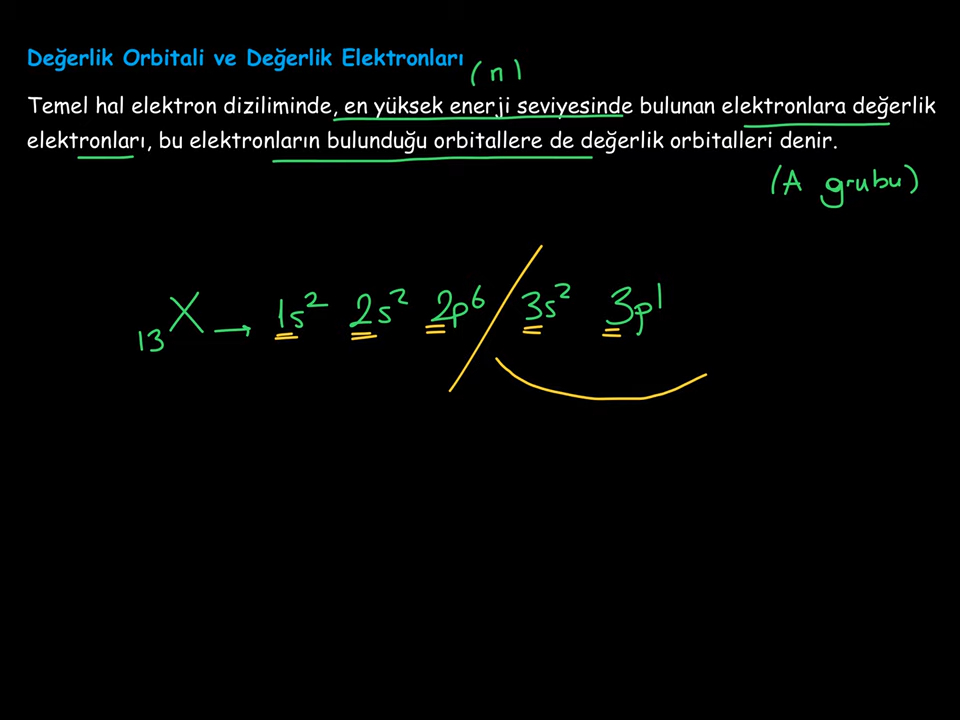 Değerlik Orbitali ve Değerlik Elektronları
(n)
Temel hal elektron diziliminde, en yüksek enerji seviyesinde bulunan elektronlara değerlik
elektronları, bu elektronların bulunduğu orbitallere de değerlik orbitalleri denir.
(A grubu)
₁₃X → 1s² 2s² 2p⁶ / 3s² 3p¹